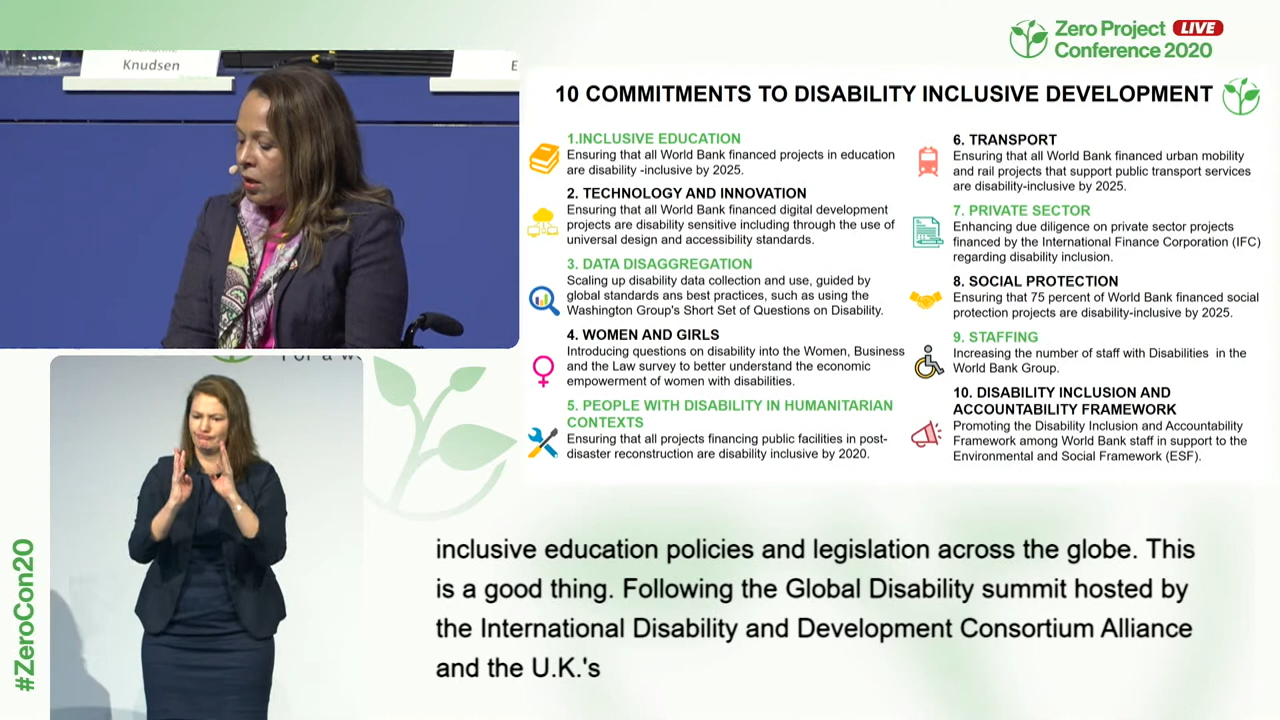 Zero Project LIVE
Conference 2020
Knudsen
E
10 COMMITMENTS TO DISABILITY INCLUSIVE DEVELOPMENT
1.INCLUSIVE EDUCATION
Ensuring that all World Bank financed projects in education
are disability -inclusive by 2025.
2. TECHNOLOGY AND INNOVATION
Ensuring that all World Bank financed digital development
projects are disability sensitive including through the use of
universal design and accessibility standards.
3. DATA DISAGGREGATION
Scaling up disability data collection and use, guided by
global standards ans best practices, such as using the
Washington Group's Short Set of Questions on Disability.
4. WOMEN AND GIRLS
Introducing questions on disability into the Women, Business
and the Law survey to better understand the economic
empowerment of women with disabilities.
5. PEOPLE WITH DISABILITY IN HUMANITARIAN
CONTEXTS
Ensuring that all projects financing public facilities in post-
disaster reconstruction are disability inclusive by 2020.
6. TRANSPORT
Ensuring that all World Bank financed urban mobility
and rail projects that support public transport services
are disability-inclusive by 2025.
7. PRIVATE SECTOR
Enhancing due diligence on private sector projects
financed by the International Finance Corporation (IFC)
regarding disability inclusion.
8. SOCIAL PROTECTION
Ensuring that 75 percent of World Bank financed social
protection projects are disability-inclusive by 2025.
9. STAFFING
Increasing the number of staff with Disabilities in the
World Bank Group.
10. DISABILITY INCLUSION AND
ACCOUNTABILITY FRAMEWORK
Promoting the Disability Inclusion and Accountability
Framework among World Bank staff in support to the
Environmental and Social Framework (ESF).
For a w
#ZeroCon20
inclusive education policies and legislation across the globe. This
is a good thing. Following the Global Disability summit hosted by
the International Disability and Development Consortium Alliance
and the U.K.'s